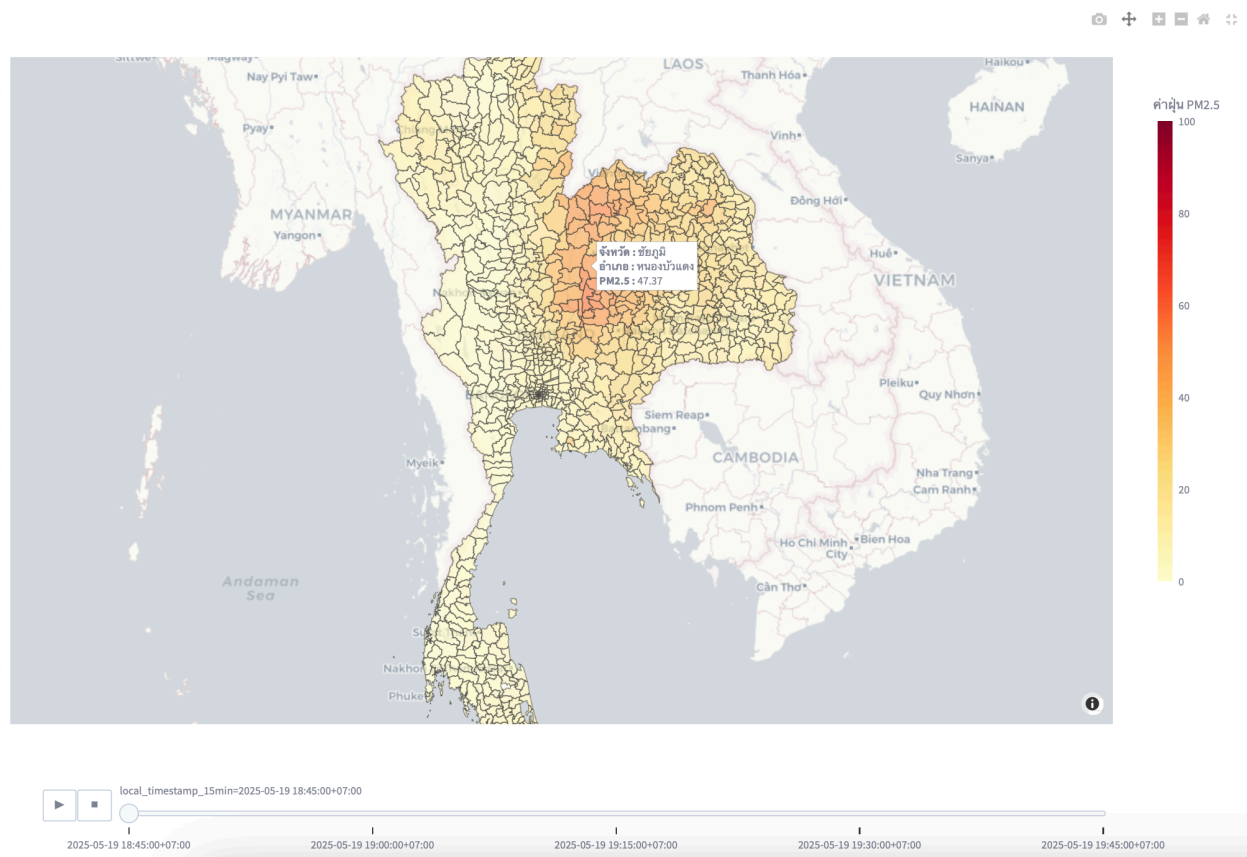 LAOS
Haikou
Nay Pyi Taw
Thanh Hóa
HAINAN
ค่าฝุ่น PM2.5
100
Pyay
Vinh
Sanya
80
MYANMAR
Đồng Hới
Yangon
จังหวัด : ชัยภูมิ
อำเภอ : หนองบัวแดง
PM2.5 : 47.37
Huế
VIETNAM
60
Pleiku
Quy Nhơn
40
Siem Reap
CAMBODIA
Myeik
Nha Trang
Cam Ranh
20
Phnom Penh
Ho Chi Minh
City
Bien Hoa
Andaman
Sea
Cần Thơ
0
local_timestamp_15min=2025-05-19 18:45:00+07:00
2025-05-19 18:45:00+07:00
2025-05-19 19:00:00+07:00
2025-05-19 19:15:00+07:00
2025-05-19 19:30:00+07:00
2025-05-19 19:45:00+07:00